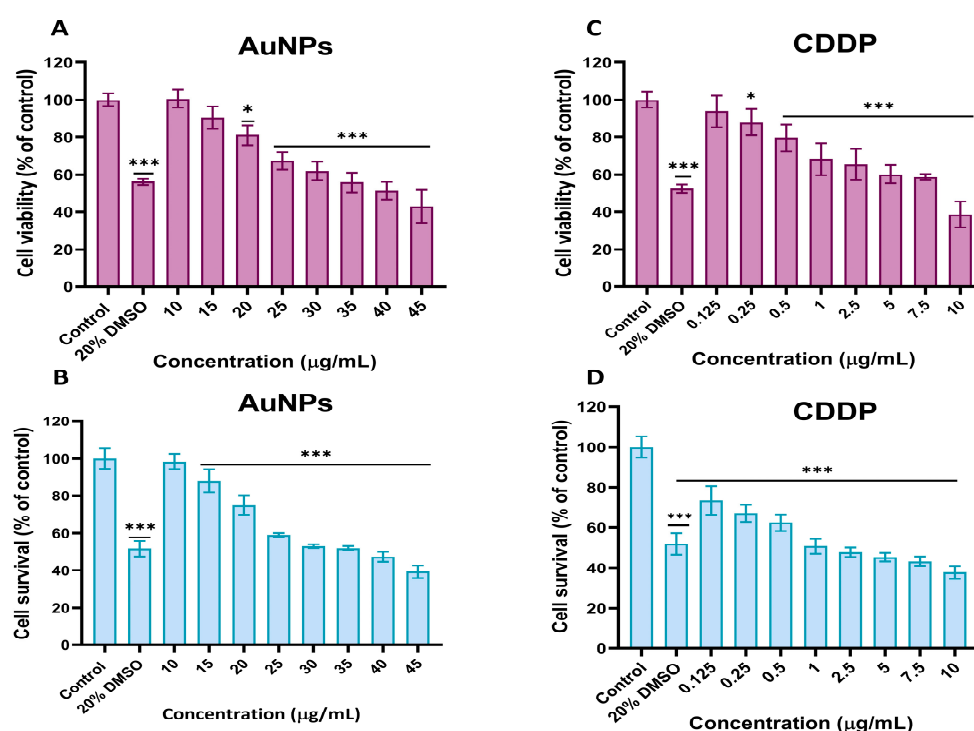 A
AuNPs
Cell viability (% of control)
120
100
80
60
40
20
0
***
*
***
Control
20% DMSO
10
15
20
25
30
35
40
45
Concentration (μg/mL)
C
CDDP
Cell viability (% of control)
120
100
80
60
40
20
0
***
*
***
Control
20% DMSO
0.125
0.25
0.5
1
2.5
5
7.5
10
Concentration (μg/mL)
B
AuNPs
Cell survival (% of control)
120
100
80
60
40
20
0
***
***
Control
20% DMSO
10
15
20
25
30
35
40
45
Concentration (μg/mL)
D
CDDP
Cell survival (% of control)
120
100
80
60
40
20
0
***
***
Control
20% DMSO
0.125
0.25
0.5
1
2.5
5
7.5
10
Concentration (μg/mL)